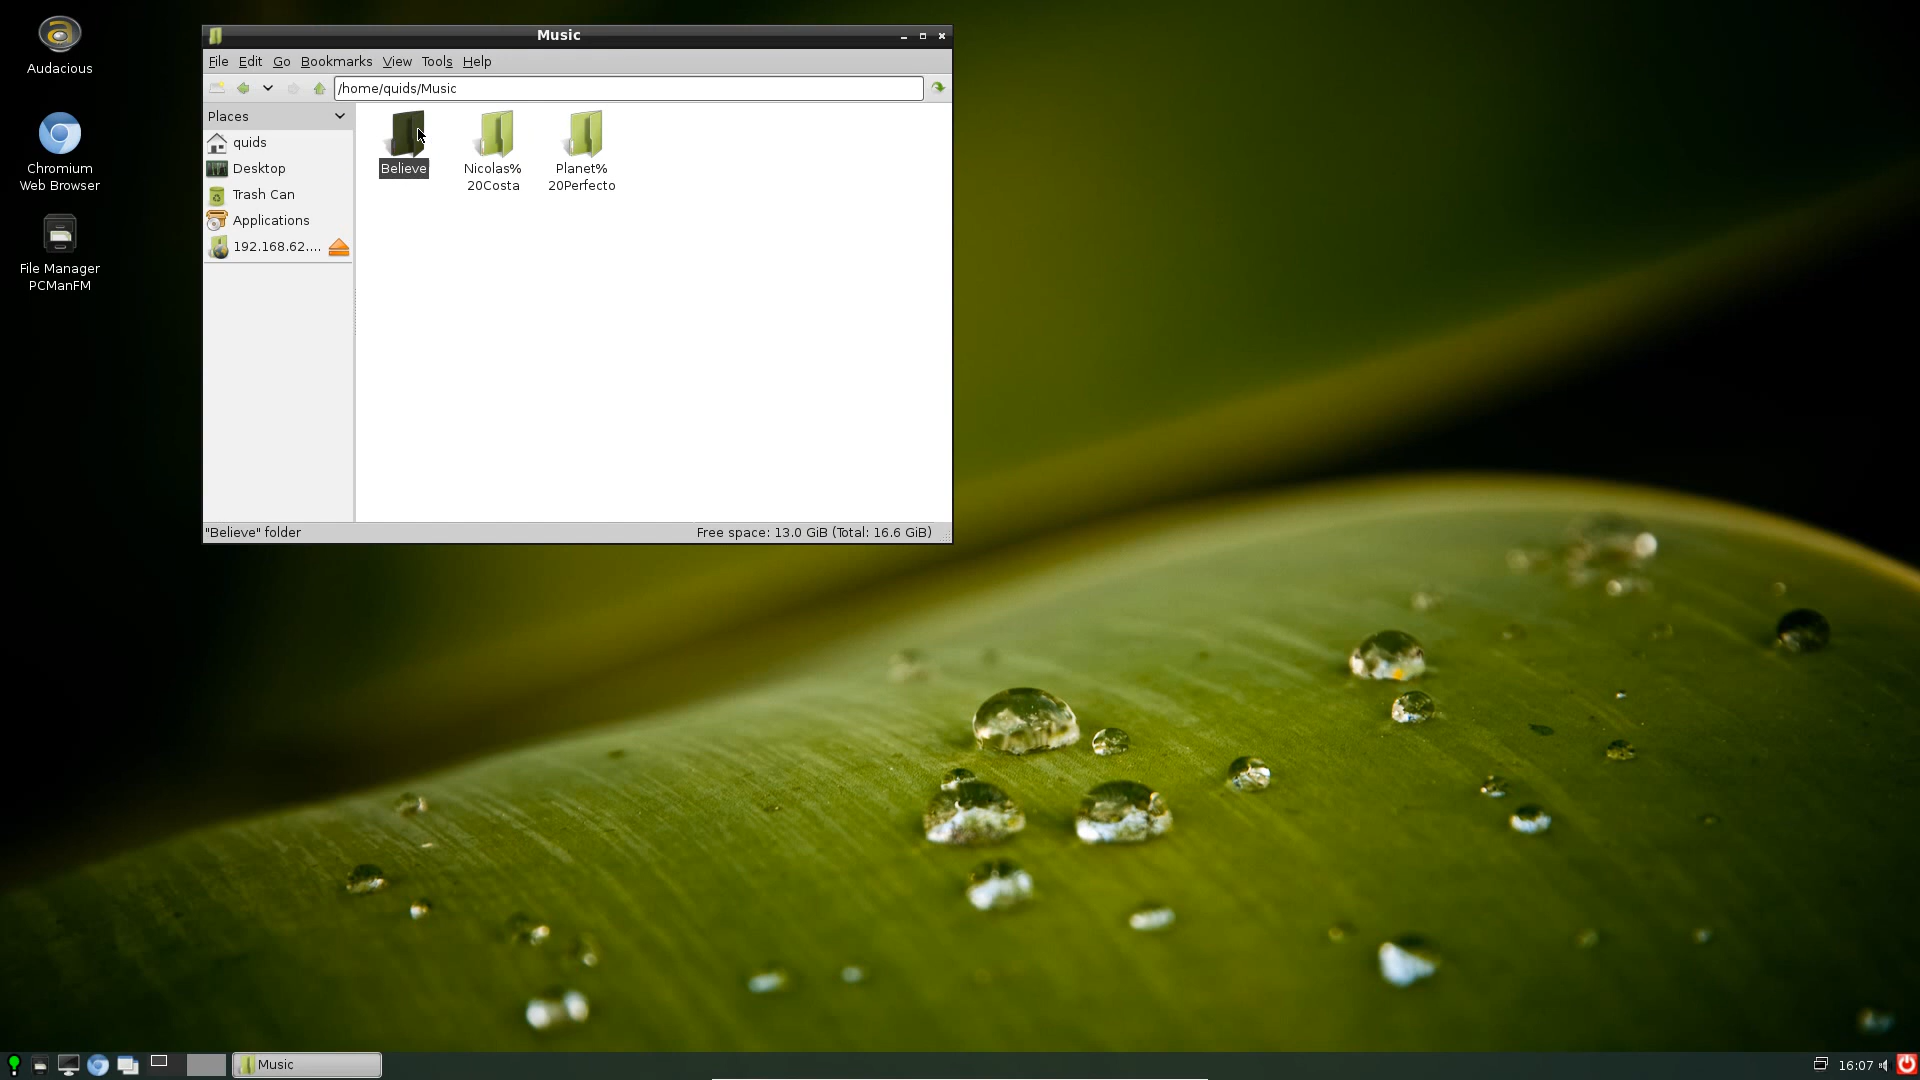 Audacious
Chromium
Web Browser
File Manager
PCManFM
Music
File Edit Go Bookmarks View Tools Help
/home/quids/Music
Places
quids
Desktop
Trash Can
Applications
192.168.62....
Believe
Nicolas%
20Costa
Planet%
20Perfecto
"Believe" folder
Free space: 13.0 GiB (Total: 16.6 GiB)
Music
16:07